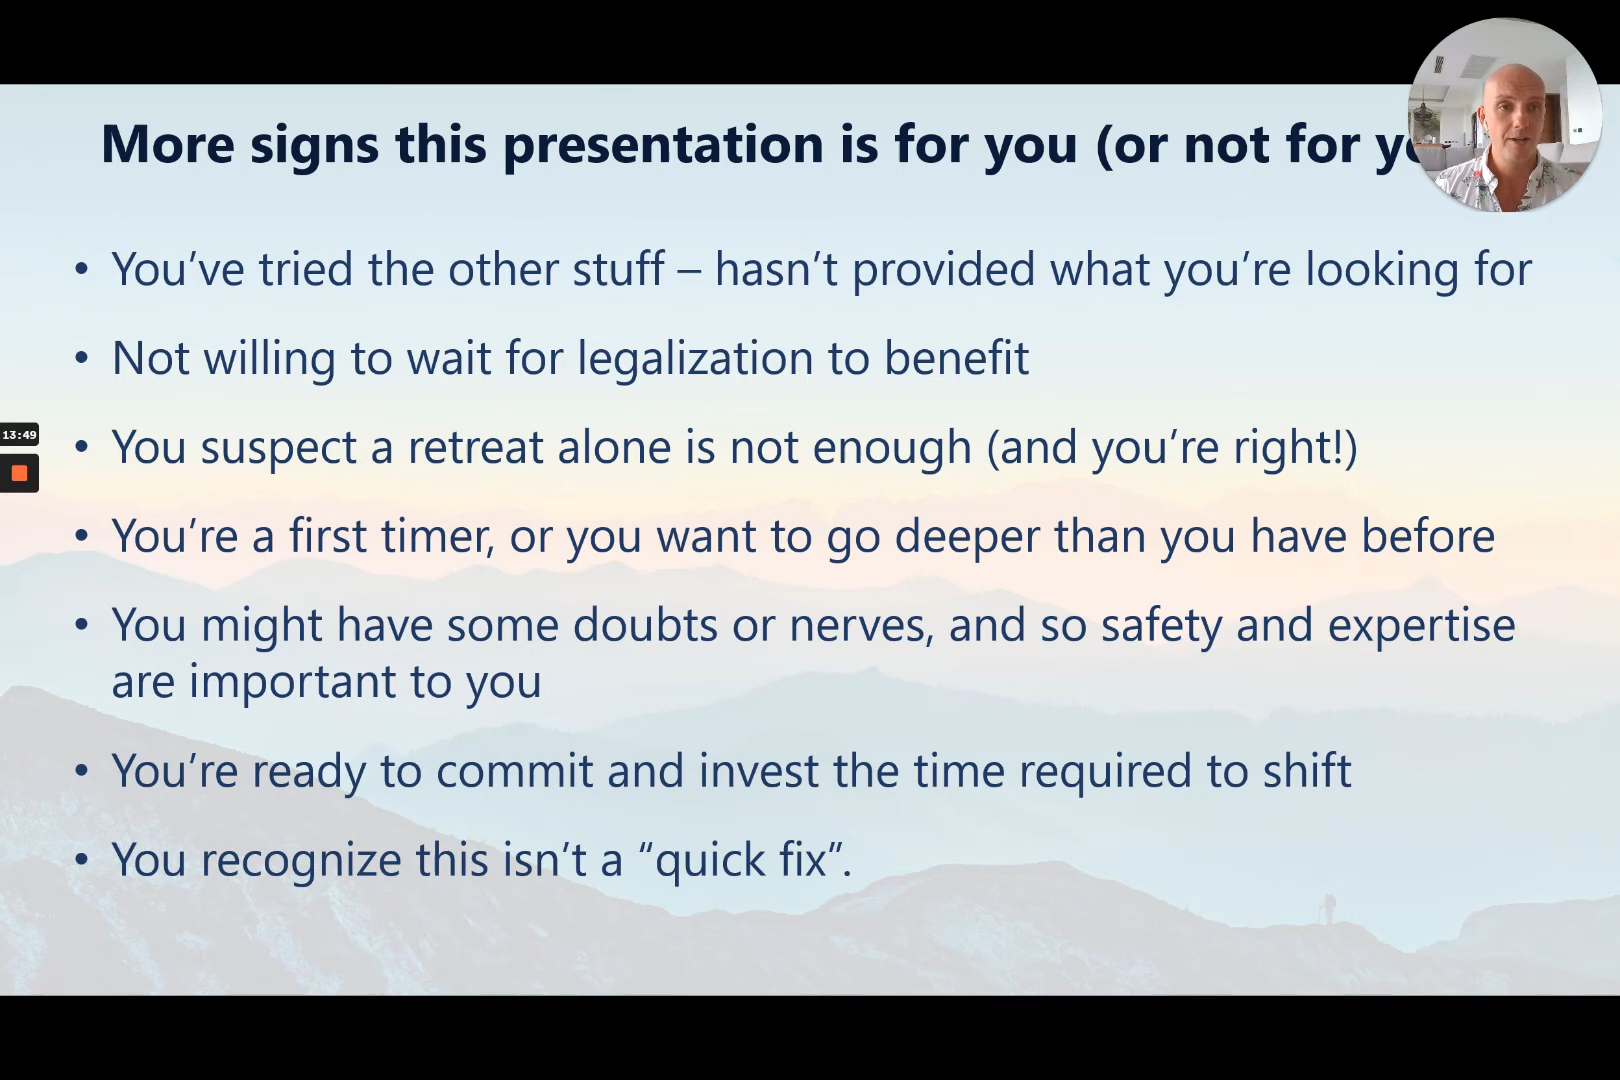 More signs this presentation is for you (or not for
• You’ve tried the other stuff – hasn’t provided what you’re looking for
• Not willing to wait for legalization to benefit
13:49
• You suspect a retreat alone is not enough (and you’re right!)
• You’re a first timer, or you want to go deeper than you have before
• You might have some doubts or nerves, and so safety and expertise
are important to you
• You’re ready to commit and invest the time required to shift
• You recognize this isn’t a “quick fix”.